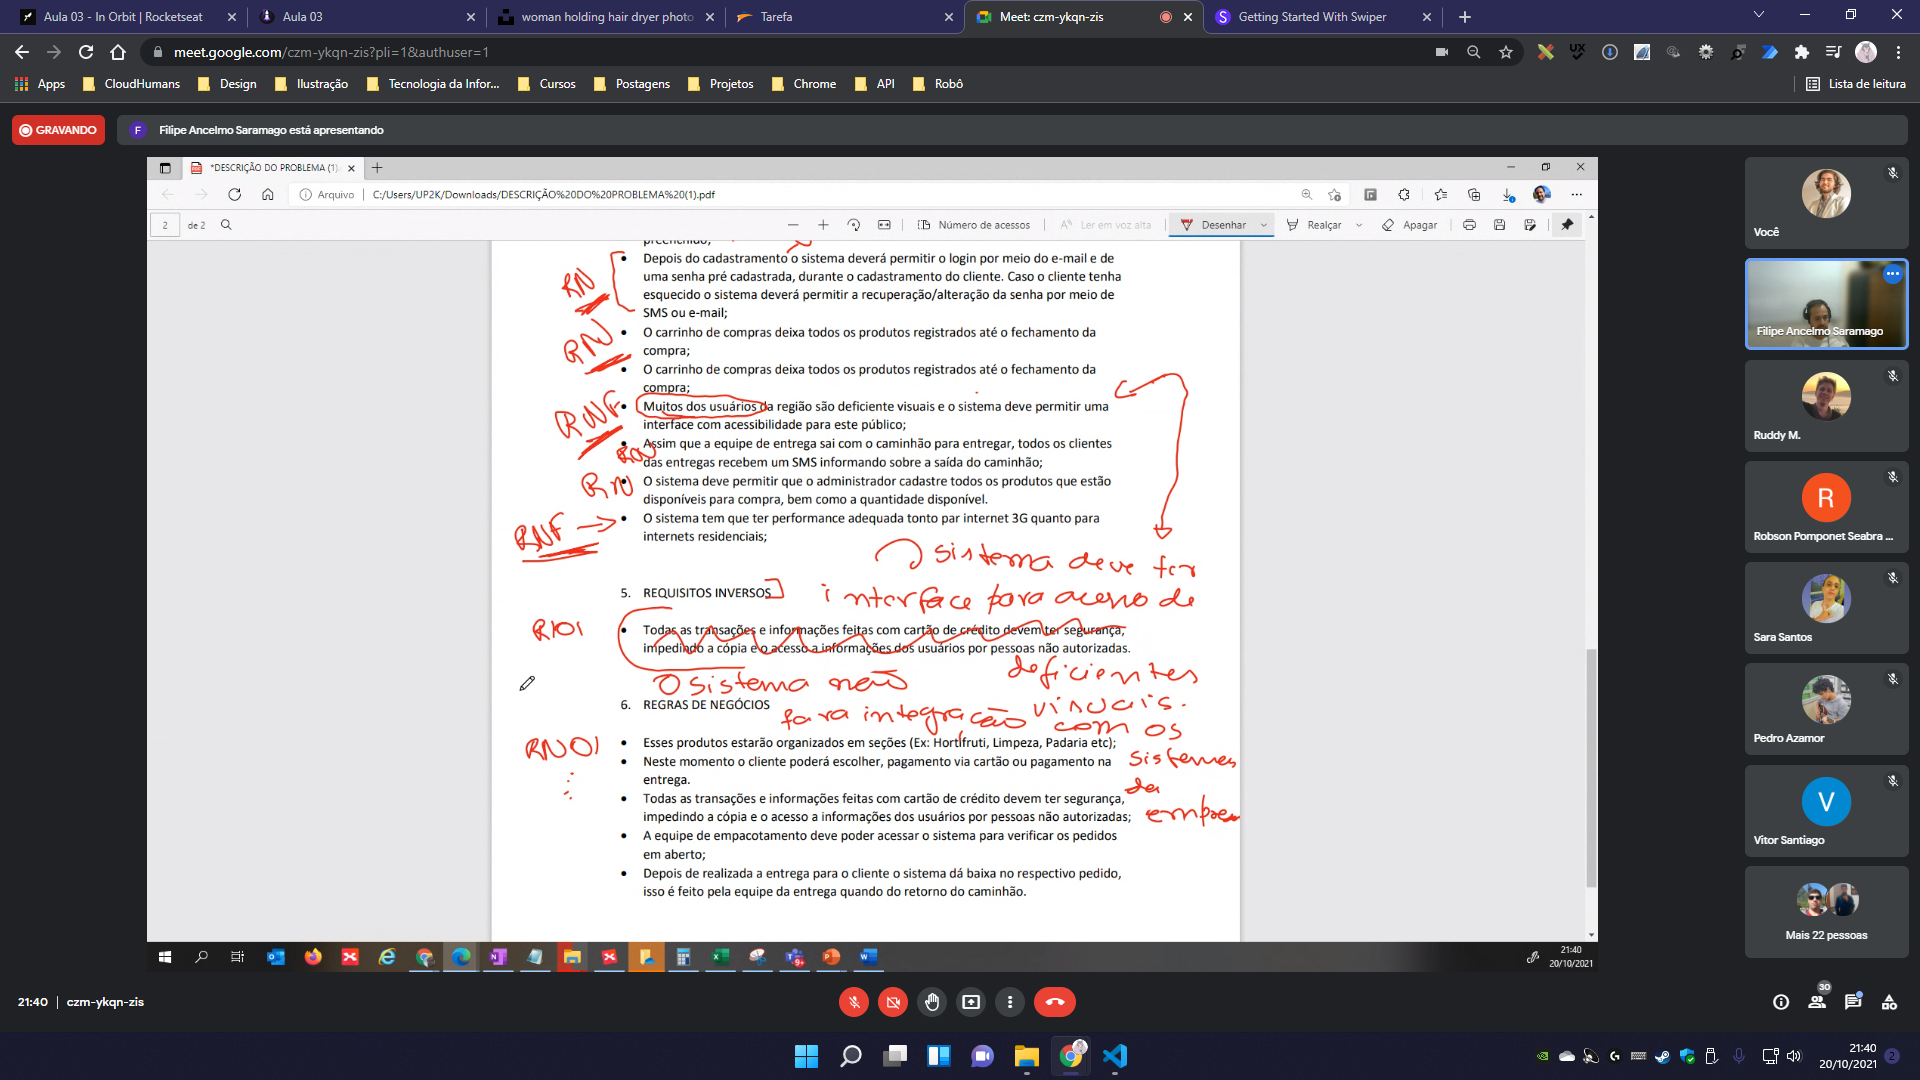 Aula 03 - In Orbit | Rocketseat
Aula 03
woman holding hair dryer photo
Tarefa
Meet: czm-ykqn-zis
Getting Started With Swiper
meet.google.com/czm-ykqn-zis?pli=1&authuser=1
Apps
CloudHumans
Design
Ilustração
Tecnologia da Infor...
Cursos
Postagens
Projetos
Chrome
API
Robô
Lista de leitura
GRAVANDO
F
Filipe Ancelmo Saramago está apresentando
*DESCRIÇÃO DO PROBLEMA (1)
Arquivo
C:/Users/UP2K/Downloads/DESCRIÇÃO%20DO%20PROBLEMA%20(1).pdf
2
de 2
Número de acessos
Ler em voz alta
Desenhar
Realçar
Apagar
preenchido;
Depois do cadastramento o sistema deverá permitir o login por meio do e-mail e de
uma senha pré cadastrada, durante o cadastramento do cliente. Caso o cliente tenha
RN
esquecido o sistema deverá permitir a recuperação/alteração da senha por meio de
SMS ou e-mail;
RN
O carrinho de compras deixa todos os produtos registrados até o fechamento da
compra;
O carrinho de compras deixa todos os produtos registrados até o fechamento da
compra;
RNF
Muitos dos usuários da região são deficiente visuais e o sistema deve permitir uma
interface com acessibilidade para este público;
Assim que a equipe de entrega sai com o caminhão para entregar, todos os clientes
RN
das entregas recebem um SMS informando sobre a saída do caminhão;
RN
O sistema deve permitir que o administrador cadastre todos os produtos que estão
disponíveis para compra, bem como a quantidade disponível.
RNF
O sistema tem que ter performance adequada tonto par internet 3G quanto para
internets residenciais;
O sistema deve ter
5. REQUISITOS INVERSOS
interface para acesso de
RI01
Todas as transações e informações feitas com cartão de crédito devem ter segurança,
impedindo a cópia e o acesso a informações dos usuários por pessoas não autorizadas.
deficientes
visuais.
O sistema não
6. REGRAS DE NEGÓCIOS
fara integração com os
sistemas
da
empresa
RN01
Esses produtos estarão organizados em seções (Ex: Hortifruti, Limpeza, Padaria etc);
Neste momento o cliente poderá escolher, pagamento via cartão ou pagamento na
entrega.
Todas as transações e informações feitas com cartão de crédito devem ter segurança,
impedindo a cópia e o acesso a informações dos usuários por pessoas não autorizadas;
A equipe de empacotamento deve poder acessar o sistema para verificar os pedidos
em aberto;
Depois de realizada a entrega para o cliente o sistema dá baixa no respectivo pedido,
isso é feito pela equipe da entrega quando do retorno do caminhão.
21:40
20/10/2021
Você
Filipe Ancelmo Saramago
Ruddy M.
R
Robson Pomponet Seabra ...
Sara Santos
Pedro Azamor
V
Vitor Santiago
Mais 22 pessoas
21:40 | czm-ykqn-zis
30
21:40
20/10/2021
2